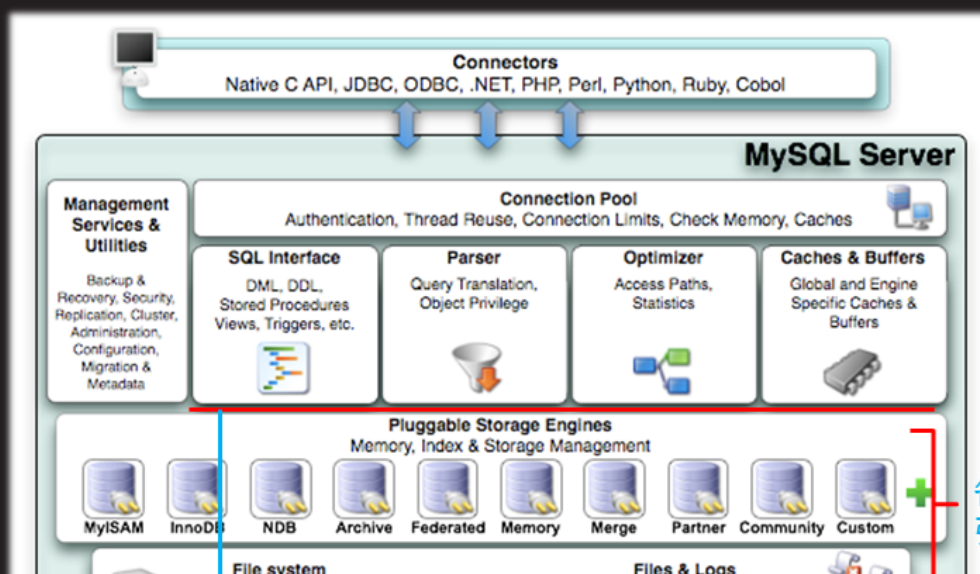 Connectors
Native C API, JDBC, ODBC, .NET, PHP, Perl, Python, Ruby, Cobol
MySQL Server
Management
Services &
Utilities
Backup &
Recovery, Security,
Replication, Cluster,
Administration,
Configuration,
Migration &
Metadata
Connection Pool
Authentication, Thread Reuse, Connection Limits, Check Memory, Caches
SQL Interface
DML, DDL,
Stored Procedures
Views, Triggers, etc.
Parser
Query Translation,
Object Privilege
Optimizer
Access Paths,
Statistics
Caches & Buffers
Global and Engine
Specific Caches &
Buffers
Pluggable Storage Engines
Memory, Index & Storage Management
MyISAM InnoDB NDB Archive Federated Memory Merge Partner Community Custom
File system Files & Logs